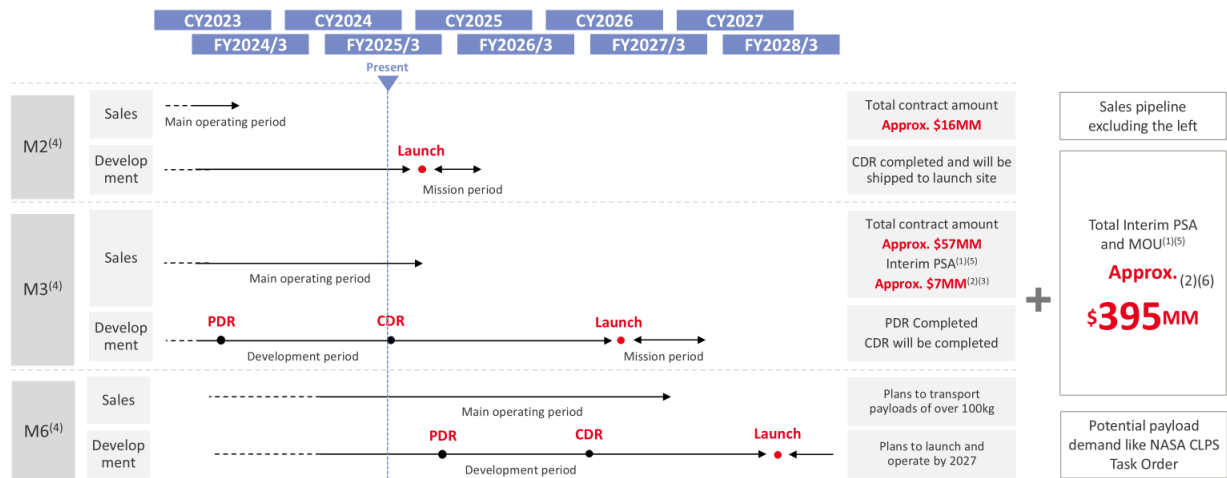 CY2023 CY2024 CY2025 CY2026 CY2027
FY2024/3 FY2025/3 FY2026/3 FY2027/3 FY2028/3
Present
M2(4)
Sales
Main operating period
Total contract amount
Approx. $16MM
Develop
ment
Launch
Mission period
CDR completed and will be
shipped to launch site
M3(4)
Sales
Main operating period
Total contract amount
Approx. $57MM
Interim PSA(1)(5)
Approx. $7MM(2)(3)
Develop
ment
PDR
CDR
Launch
Development period
Mission period
PDR Completed
CDR will be completed
M6(4)
Sales
Main operating period
Plans to transport
payloads of over 100kg
Develop
ment
PDR
CDR
Launch
Development period
Plans to launch and
operate by 2027
+
Sales pipeline
excluding the left
Total Interim PSA
and MOU(1)(5)
Approx.(2)(6)
$395MM
Potential payload
demand like NASA CLPS
Task Order